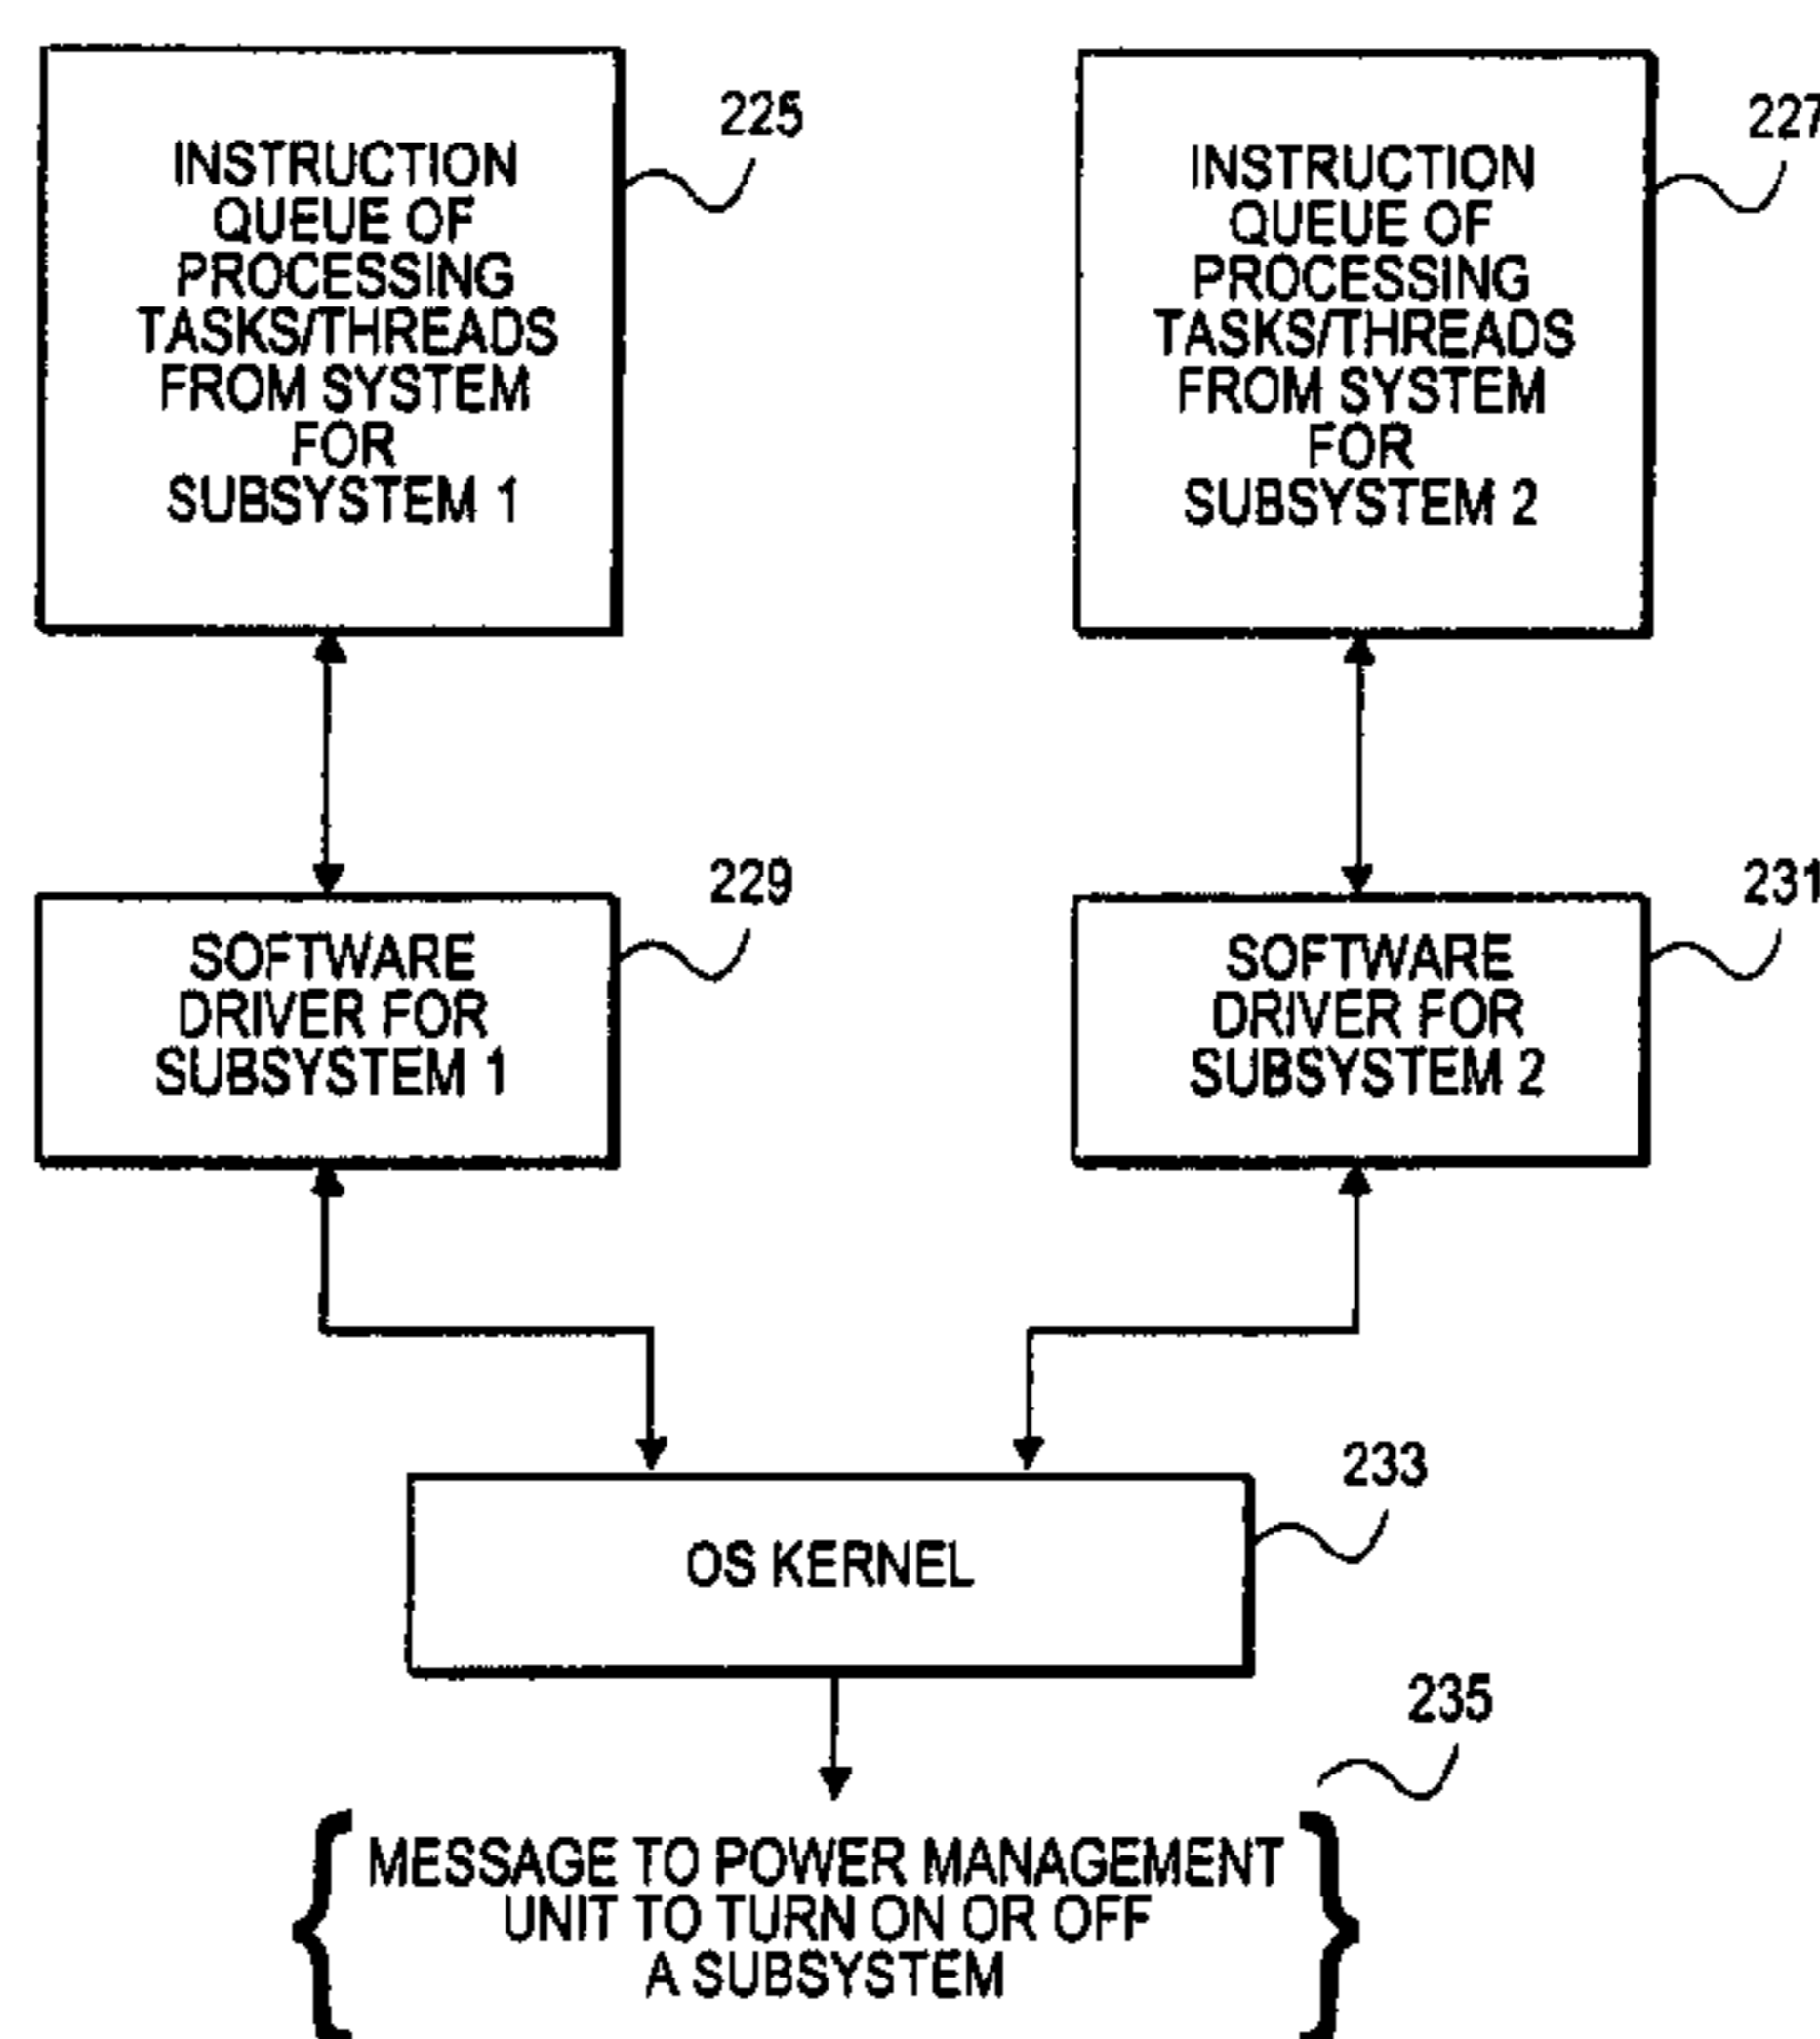 225
INSTRUCTION
QUEUE OF
PROCESSING
TASKS/THREADS
FROM SYSTEM
FOR
SUBSYSTEM 1
227
INSTRUCTION
QUEUE OF
PROCESSING
TASKS/THREADS
FROM SYSTEM
FOR
SUBSYSTEM 2
229
SOFTWARE
DRIVER FOR
SUBSYSTEM 1
231
SOFTWARE
DRIVER FOR
SUBSYSTEM 2
233
OS KERNEL
235
MESSAGE TO POWER MANAGEMENT
UNIT TO TURN ON OR OFF
A SUBSYSTEM